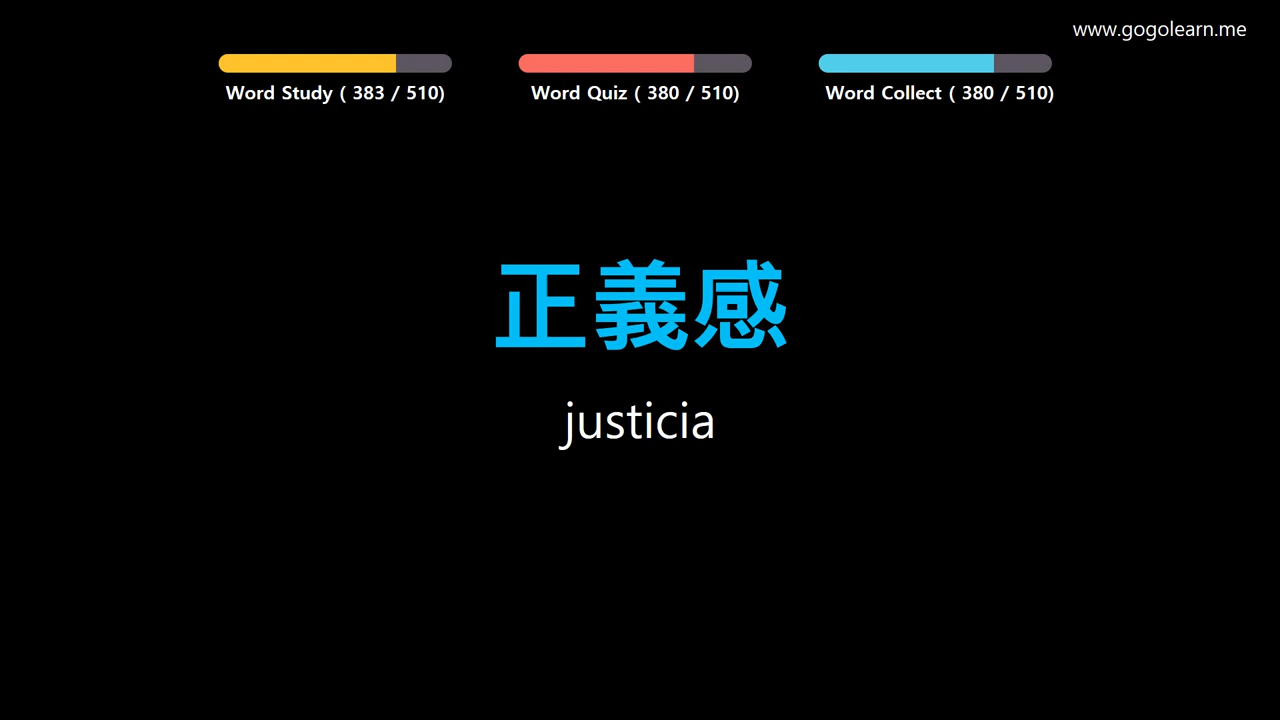 www.gogolearn.me
Word Study ( 383 / 510)
Word Quiz ( 380 / 510)
Word Collect ( 380 / 510)
正義感
justicia